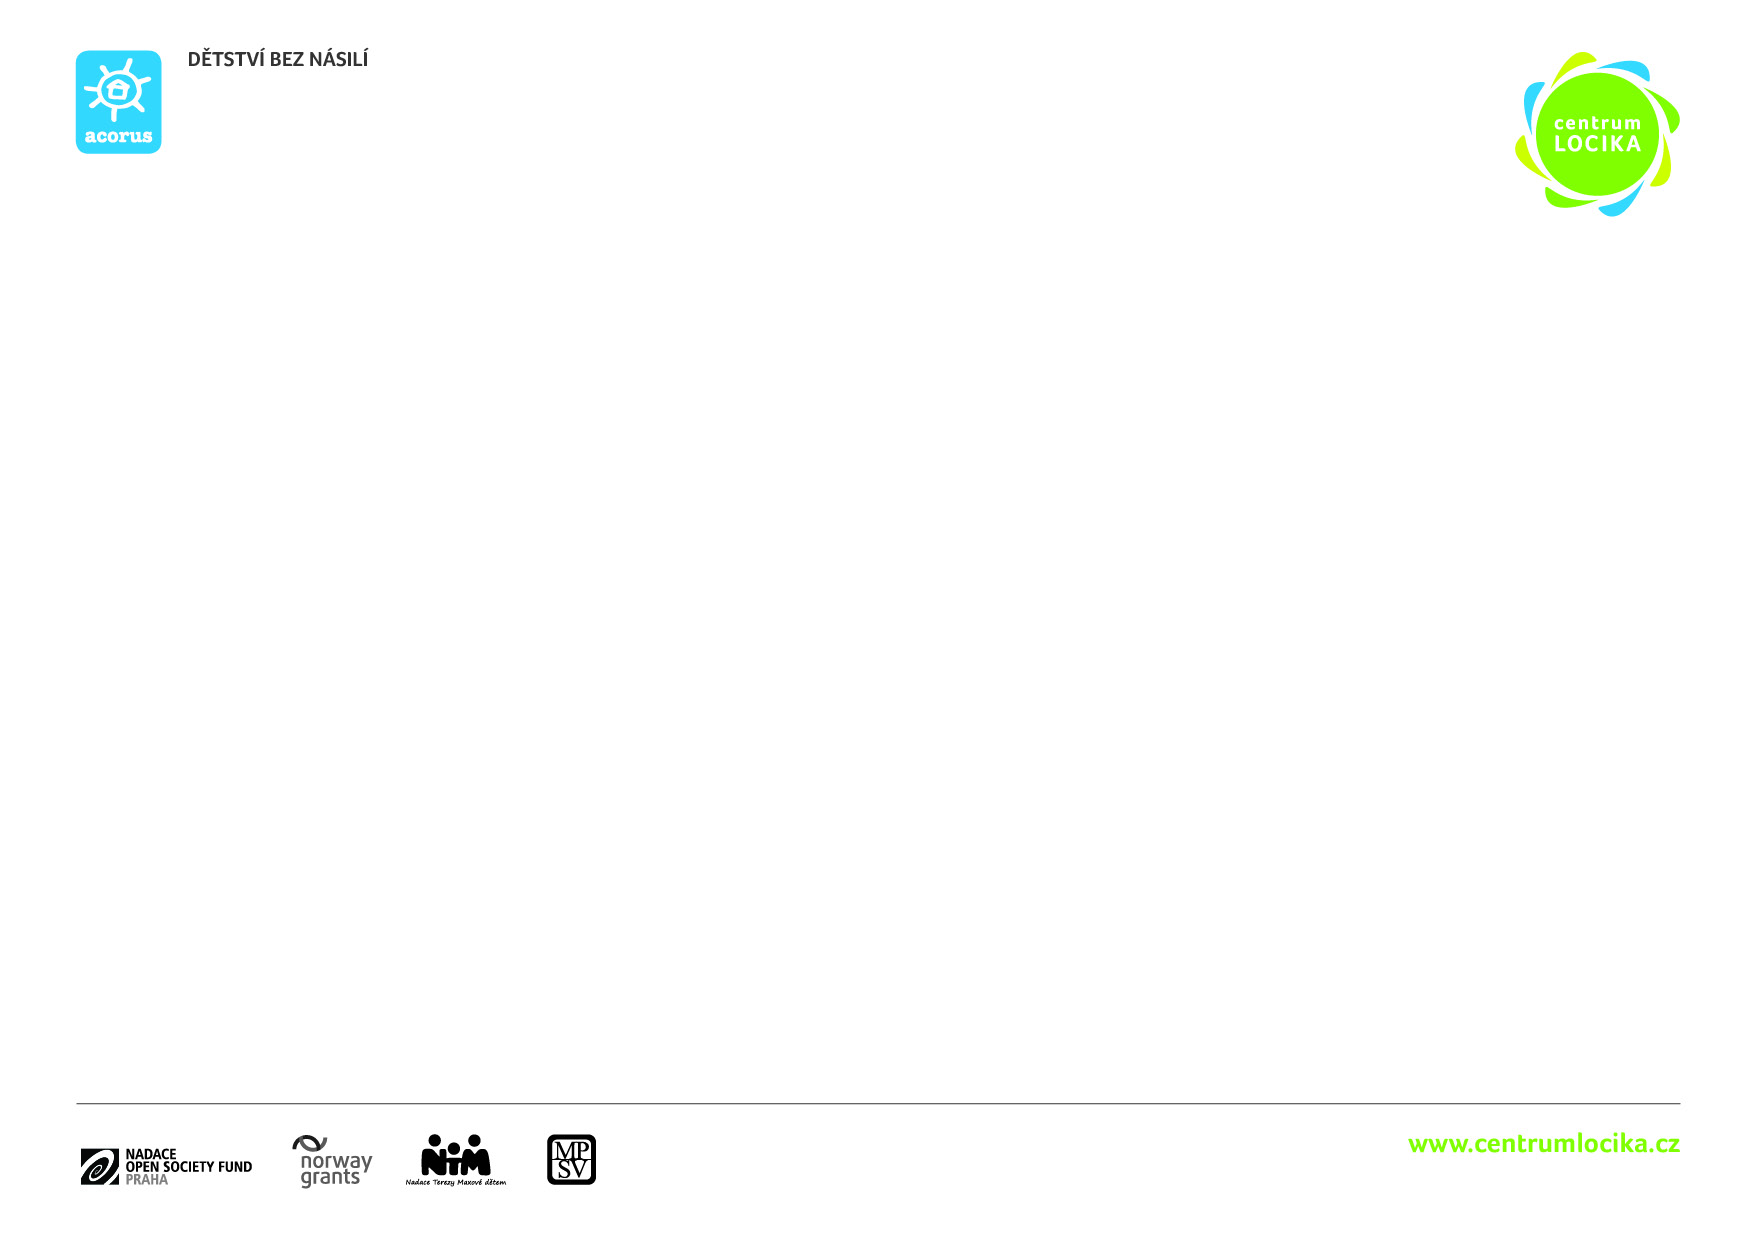 DĚTSTVÍ BEZ NÁSILÍ
acorus
centrum
LOCIKA
NADACE
OPEN SOCIETY FUND
PRAHA
norway
grants
NTM
Nadace Terezy Maxové dětem
MP
SV
www.centrumlocika.cz